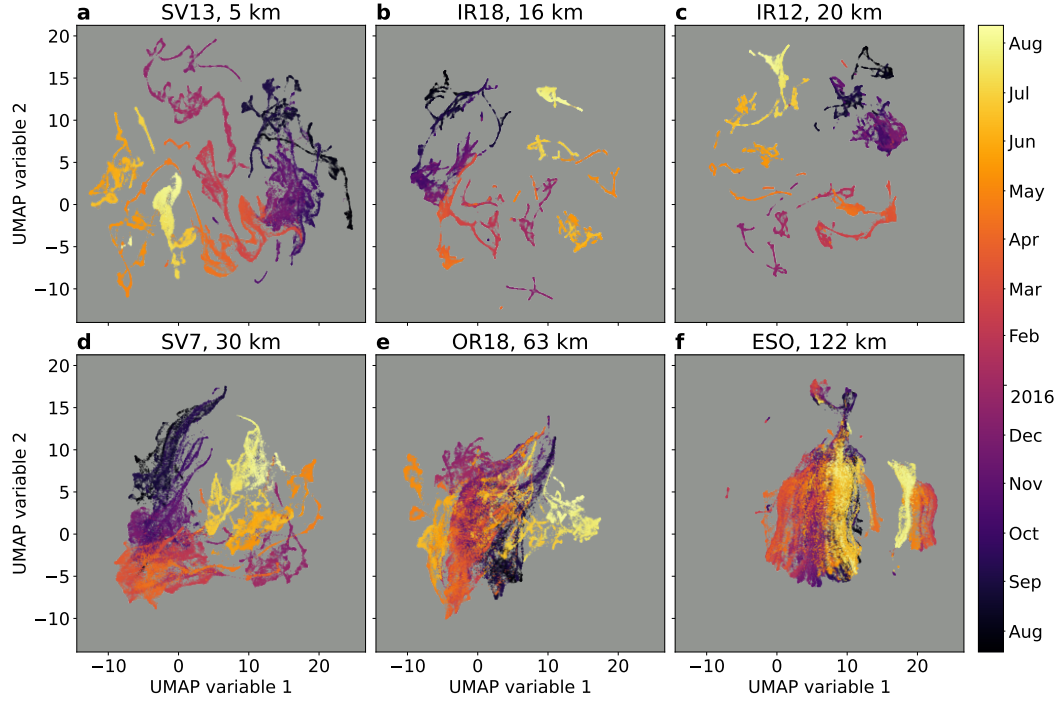 a SV13, 5 km
b IR18, 16 km
c IR12, 20 km
20
15
10
5
0
−5
−10
UMAP variable 2
d SV7, 30 km
e OR18, 63 km
f ESO, 122 km
20
15
10
5
0
−5
−10
UMAP variable 2
−10 0 10 20
−10 0 10 20
−10 0 10 20
UMAP variable 1
UMAP variable 1
UMAP variable 1
Aug
Jul
Jun
May
Apr
Mar
Feb
2016
Dec
Nov
Oct
Sep
Aug